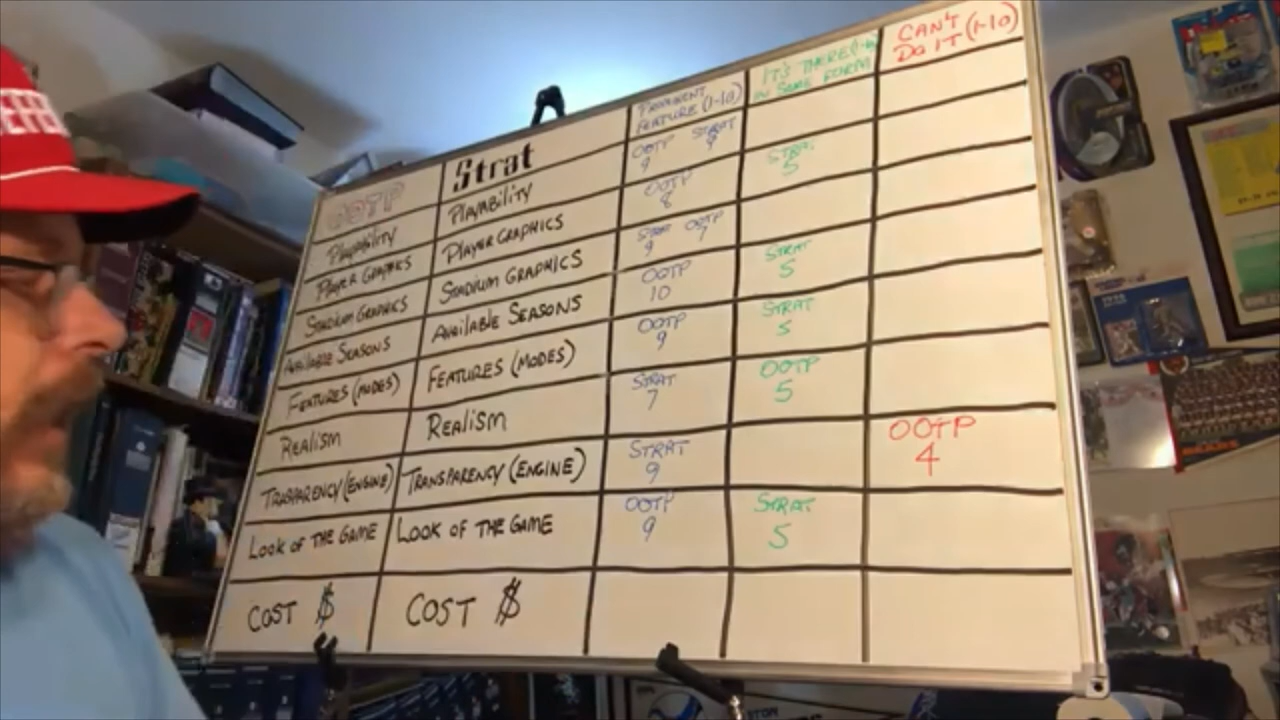 OOTP
Strat
PROMINENT
FEATURE (1-10)
IT'S THERE (1-
IN SOME FORM
CAN'T
DO IT (1-10)
PLAYABILITY
PLAYABILITY
OOTP STRAT
9 9
PLAYER GRAPHICS
PLAYER GRAPHICS
OOTP
8
STRAT
5
STADIUM GRAPHICS
STADIUM GRAPHICS
STRAT OOTP
9 7
AVAILABLE SEASONS
AVAILABLE SEASONS
OOTP
10
STRAT
5
FEATURES (MODES)
FEATURES (MODES)
OOTP
9
STRAT
5
REALISM
REALISM
STRAT
7
OOTP
5
TRASPARENCY (ENGINE)
TRANSPARENCY (ENGINE)
STRAT
9
OOTP
4
LOOK OF THE GAME
LOOK OF THE GAME
OOTP
9
STRAT
5
COST $
COST $